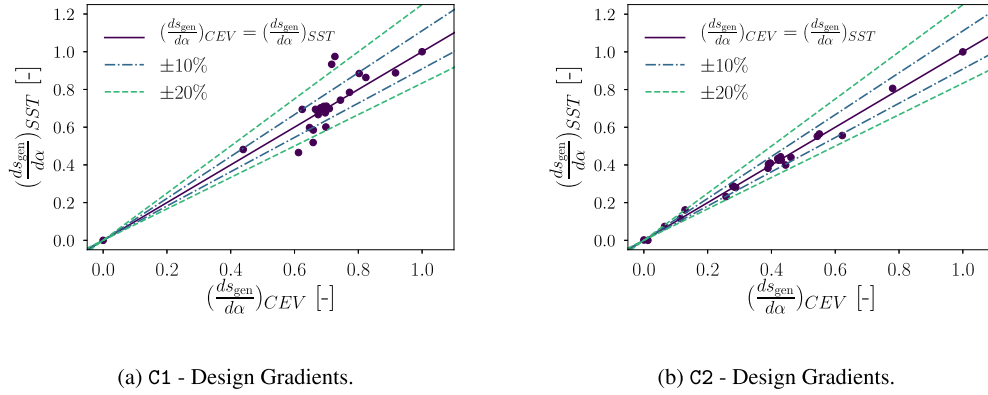 1.2
1.0
0.8
0.6
0.4
0.2
0.0
(ds_gen/dα)_SST [-]
(ds_gen/dα)_CEV = (ds_gen/dα)_SST
±10%
±20%
0.0 0.2 0.4 0.6 0.8 1.0
(ds_gen/dα)_CEV [-]
(a) C1 - Design Gradients.
1.2
1.0
0.8
0.6
0.4
0.2
0.0
(ds_gen/dα)_SST [-]
(ds_gen/dα)_CEV = (ds_gen/dα)_SST
±10%
±20%
0.0 0.2 0.4 0.6 0.8 1.0
(ds_gen/dα)_CEV [-]
(b) C2 - Design Gradients.